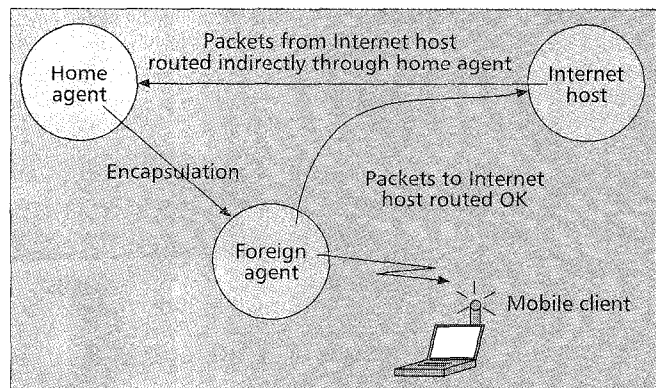 Packets from Internet host
routed indirectly through home agent
Home
agent
Internet
host
Encapsulation
Packets to Internet
host routed OK
Foreign
agent
Mobile client